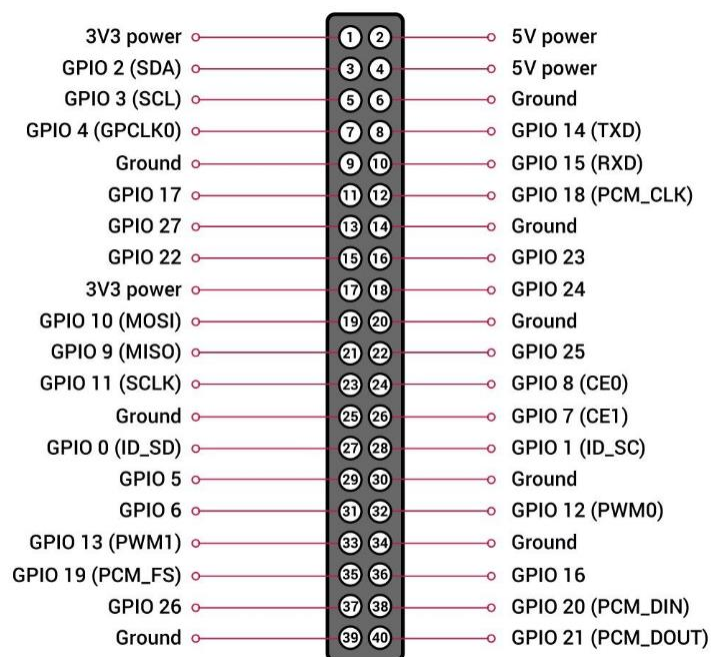 3V3 power 1 2 5V power
GPIO 2 (SDA) 3 4 5V power
GPIO 3 (SCL) 5 6 Ground
GPIO 4 (GPCLK0) 7 8 GPIO 14 (TXD)
Ground 9 10 GPIO 15 (RXD)
GPIO 17 11 12 GPIO 18 (PCM_CLK)
GPIO 27 13 14 Ground
GPIO 22 15 16 GPIO 23
3V3 power 17 18 GPIO 24
GPIO 10 (MOSI) 19 20 Ground
GPIO 9 (MISO) 21 22 GPIO 25
GPIO 11 (SCLK) 23 24 GPIO 8 (CE0)
Ground 25 26 GPIO 7 (CE1)
GPIO 0 (ID_SD) 27 28 GPIO 1 (ID_SC)
GPIO 5 29 30 Ground
GPIO 6 31 32 GPIO 12 (PWM0)
GPIO 13 (PWM1) 33 34 Ground
GPIO 19 (PCM_FS) 35 36 GPIO 16
GPIO 26 37 38 GPIO 20 (PCM_DIN)
Ground 39 40 GPIO 21 (PCM_DOUT)